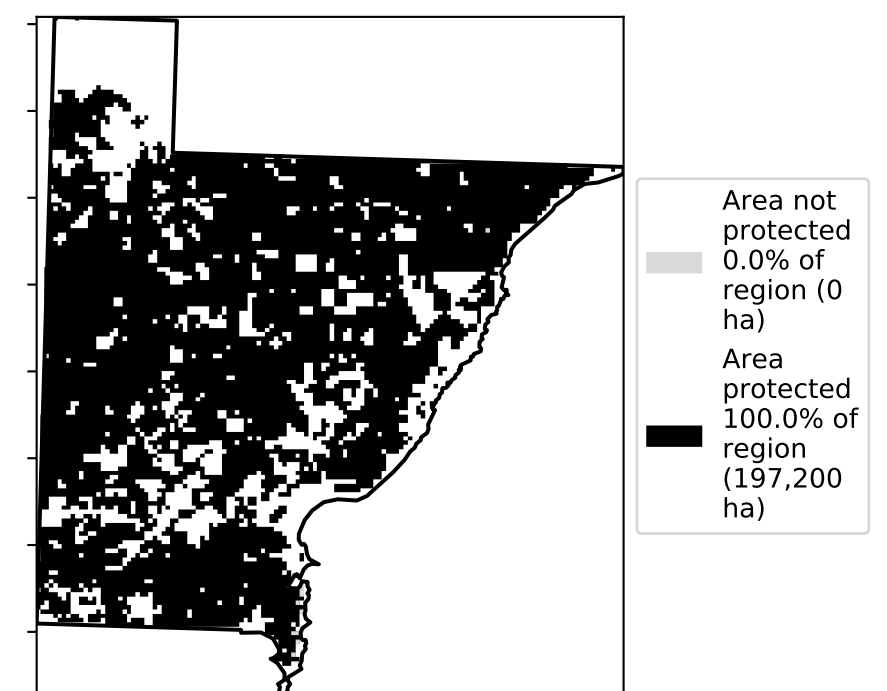 Area not
protected
0.0% of
region (0
ha)
Area
protected
100.0% of
region
(197,200
ha)